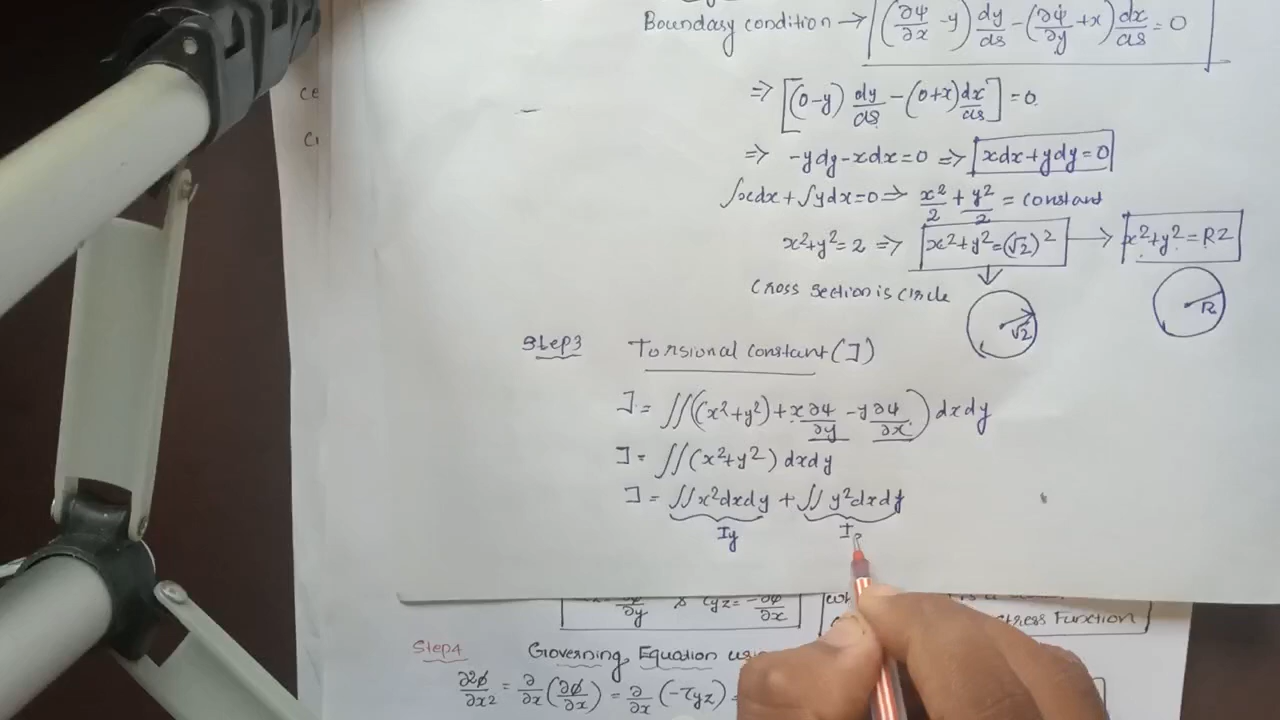 Boundary condition → (∂ψ/∂x - y) dy/ds - (∂ψ/∂y + x) dx/ds = 0
⇒ [(0-y) dy/ds - (0+x) dx/ds] = 0
⇒ -ydy - xdx = 0 ⇒ xdx + ydy = 0
∫xdx + ∫ydx = 0 ⇒ x²/2 + y²/2 = constant
x²+y² = 2 ⇒ x²+y² = (√2)² → x²+y² = R2
Cross section is circle
√2
R
Step3 Torsional constant (J)
J = ∬((x²+y²) + x ∂ψ/∂y - y ∂ψ/∂x) dxdy
J = ∬(x²+y²) dxdy
J = ∬x²dxdy + ∬y²dxdy
Iy I
∂y & τyz = -∂φ/∂x
stress Function
Step4 Governing Equation
∂2φ/∂x2 = ∂/∂x (∂φ/∂x) = ∂/∂x (-τyz) =